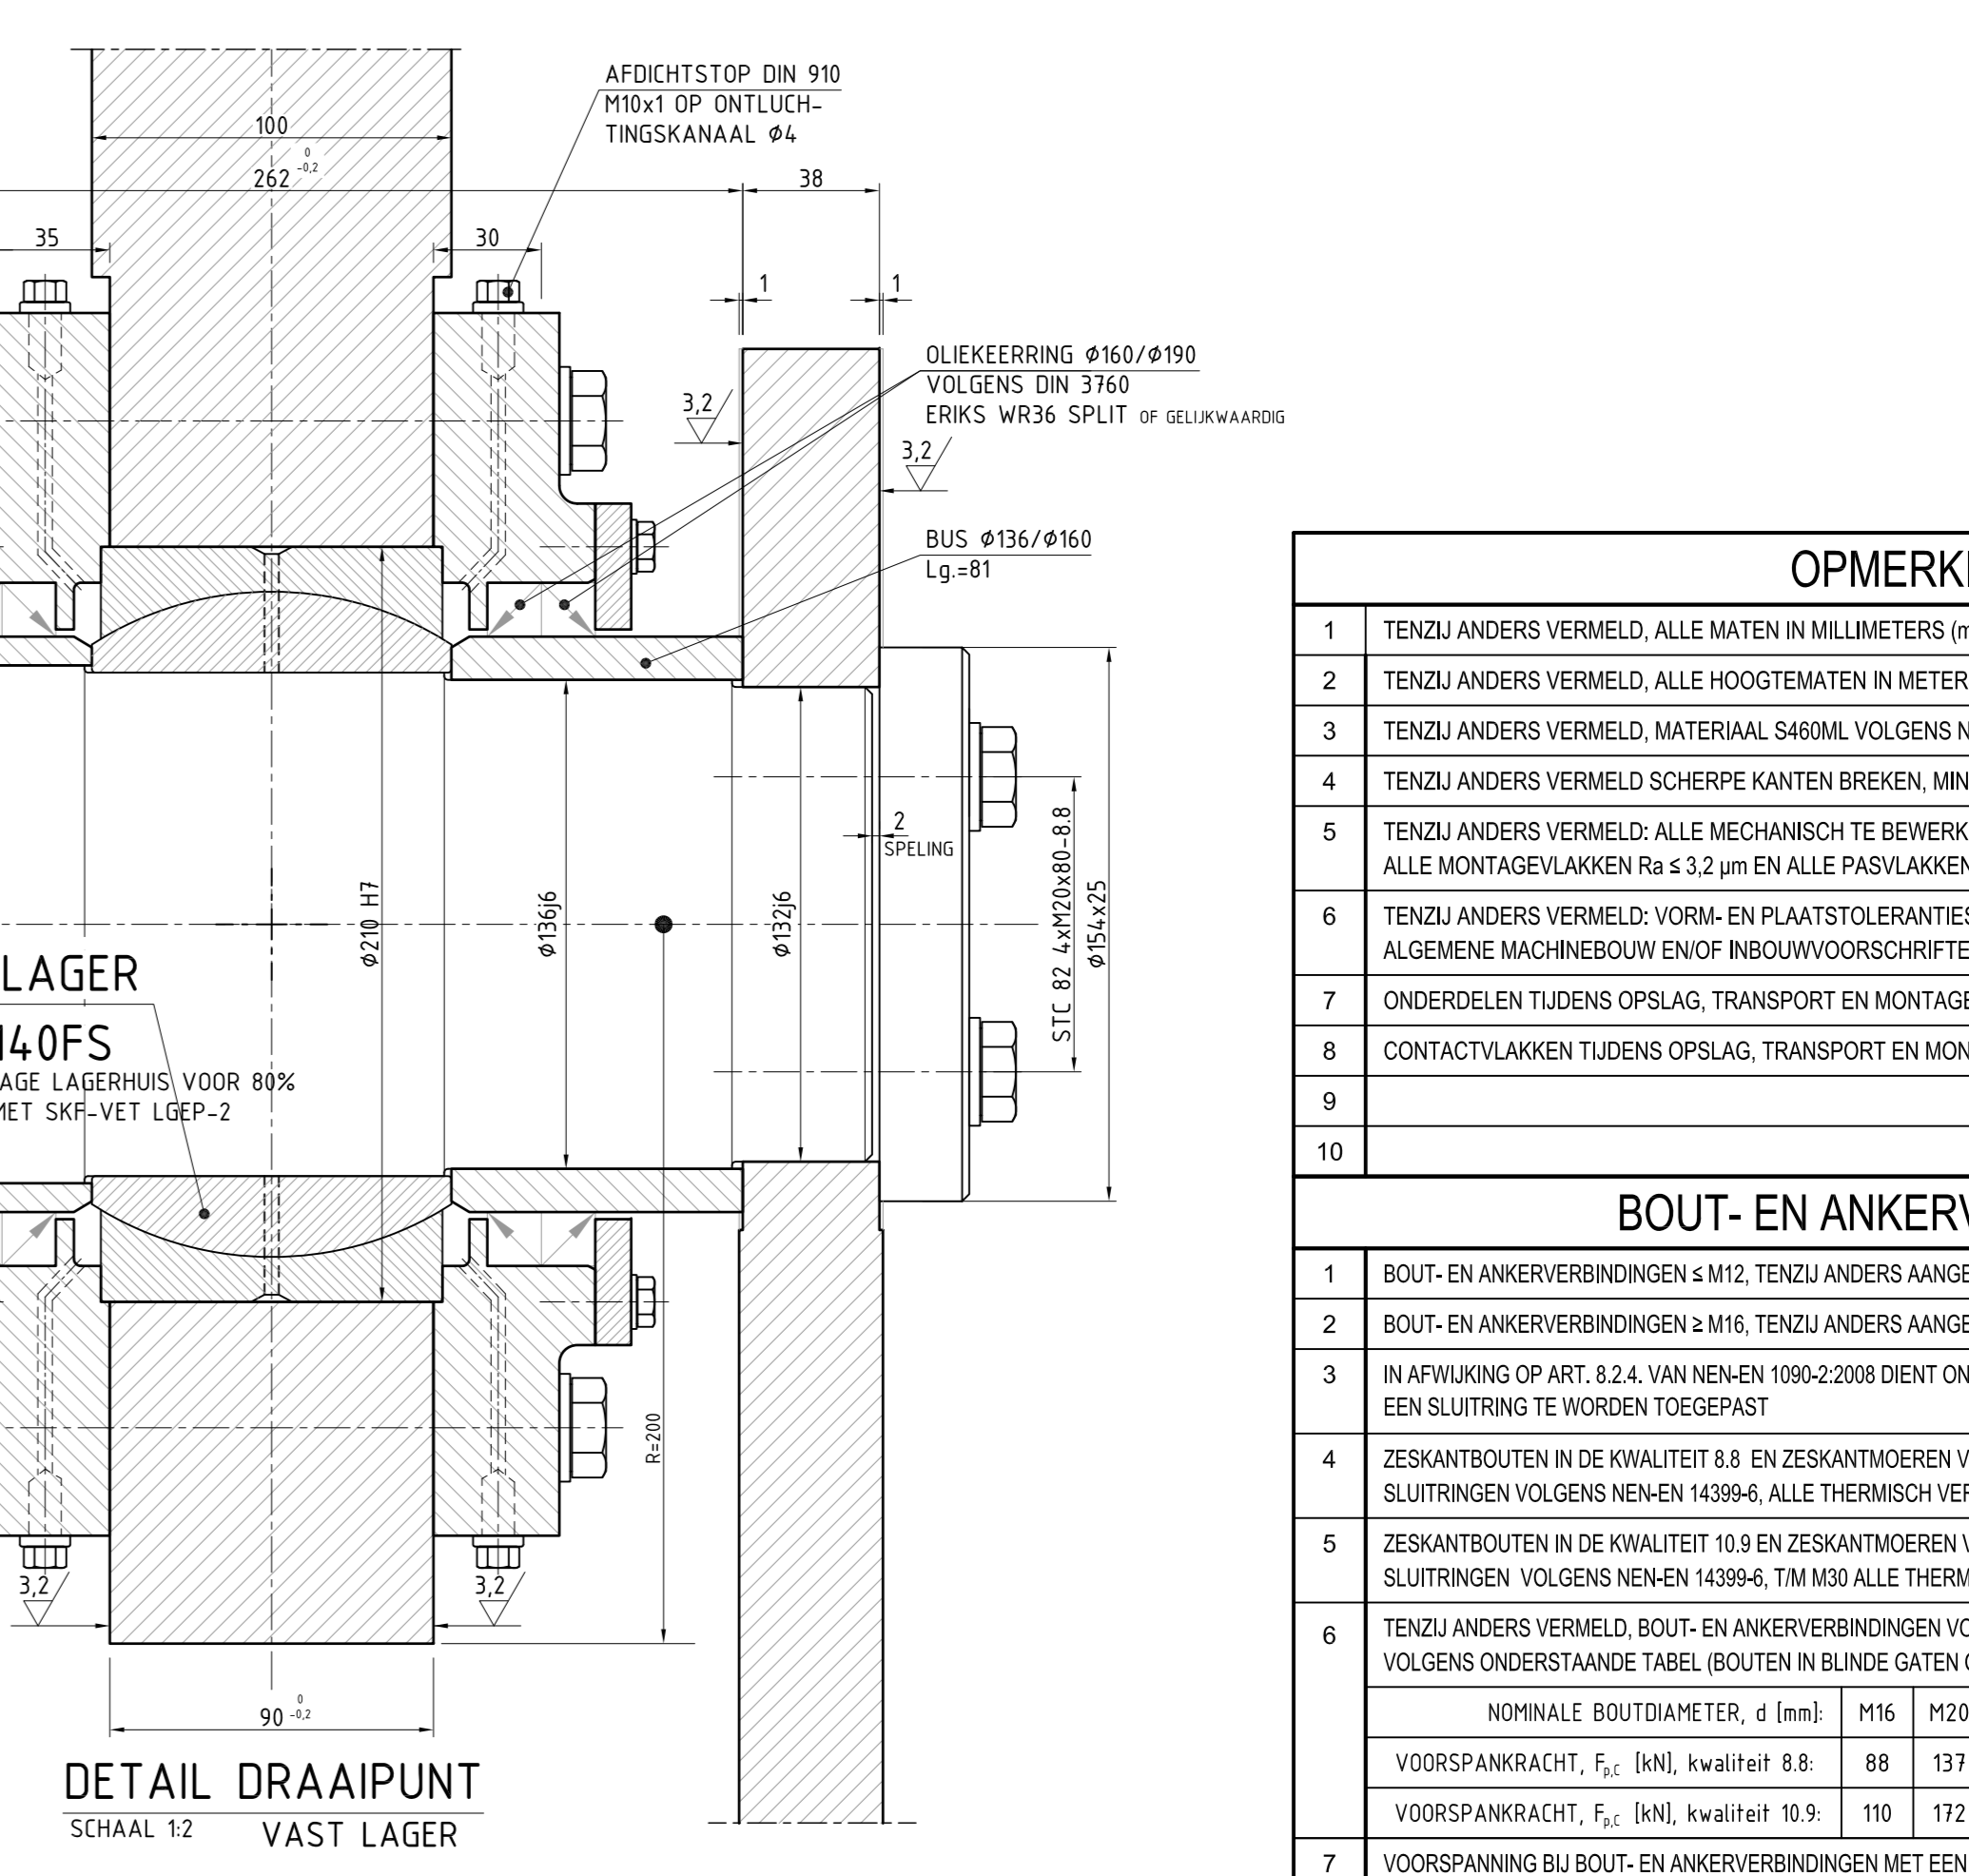 AFDICHTSTOP DIN 910
M10x1 OP ONTLUCH-
TINGSKANAAL Ø4
100
262 0 -0,2
38
35
30
1
1
OLIEKEERRING Ø160/Ø190
VOLGENS DIN 3760
ERIKS WR36 SPLIT OF GELIJKWAARDIG
3,2
3,2
BUS Ø136/Ø160
Lg.=81
2
SPELING
Ø210 H7
Ø136j6
Ø132j6
STC 82 4xM20x80-8.8
Ø154x25
LAGER
140FS
AGE LAGERHUIS VOOR 80%
MET SKF-VET LGEP-2
R=200
3,2
3,2
90 0 -0,2
DETAIL DRAAIPUNT
SCHAAL 1:2
VAST LAGER
OPMERK
1 TENZIJ ANDERS VERMELD, ALLE MATEN IN MILLIMETERS (m
2 TENZIJ ANDERS VERMELD, ALLE HOOGTEMATEN IN METER
3 TENZIJ ANDERS VERMELD, MATERIAAL S460ML VOLGENS N
4 TENZIJ ANDERS VERMELD SCHERPE KANTEN BREKEN, MIN
5 TENZIJ ANDERS VERMELD: ALLE MECHANISCH TE BEWERK
ALLE MONTAGEVLAKKEN Ra ≤ 3,2 µm EN ALLE PASVLAKKEN
6 TENZIJ ANDERS VERMELD: VORM- EN PLAATSTOLERANTIES
ALGEMENE MACHINEBOUW EN/OF INBOUWVOORSCHRIFTE
7 ONDERDELEN TIJDENS OPSLAG, TRANSPORT EN MONTAGE
8 CONTACTVLAKKEN TIJDENS OPSLAG, TRANSPORT EN MON
9
10
BOUT- EN ANKERV
1 BOUT- EN ANKERVERBINDINGEN ≤ M12, TENZIJ ANDERS AANGE
2 BOUT- EN ANKERVERBINDINGEN ≥ M16, TENZIJ ANDERS AANGE
3 IN AFWIJKING OP ART. 8.2.4. VAN NEN-EN 1090-2:2008 DIENT ON
EEN SLUITRING TE WORDEN TOEGEPAST
4 ZESKANTBOUTEN IN DE KWALITEIT 8.8 EN ZESKANTMOEREN V
SLUITRINGEN VOLGENS NEN-EN 14399-6, ALLE THERMISCH VER
5 ZESKANTBOUTEN IN DE KWALITEIT 10.9 EN ZESKANTMOEREN V
SLUITRINGEN VOLGENS NEN-EN 14399-6, T/M M30 ALLE THERM
6 TENZIJ ANDERS VERMELD, BOUT- EN ANKERVERBINDINGEN VO
VOLGENS ONDERSTAANDE TABEL (BOUTEN IN BLINDE GATEN
NOMINALE BOUTDIAMETER, d [mm]: M16 M20
VOORSPANKRACHT, Fp,C [kN], kwaliteit 8.8: 88 137
VOORSPANKRACHT, Fp,C [kN], kwaliteit 10.9: 110 172
7 VOORSPANNING BIJ BOUT- EN ANKERVERBINDINGEN MET EEN